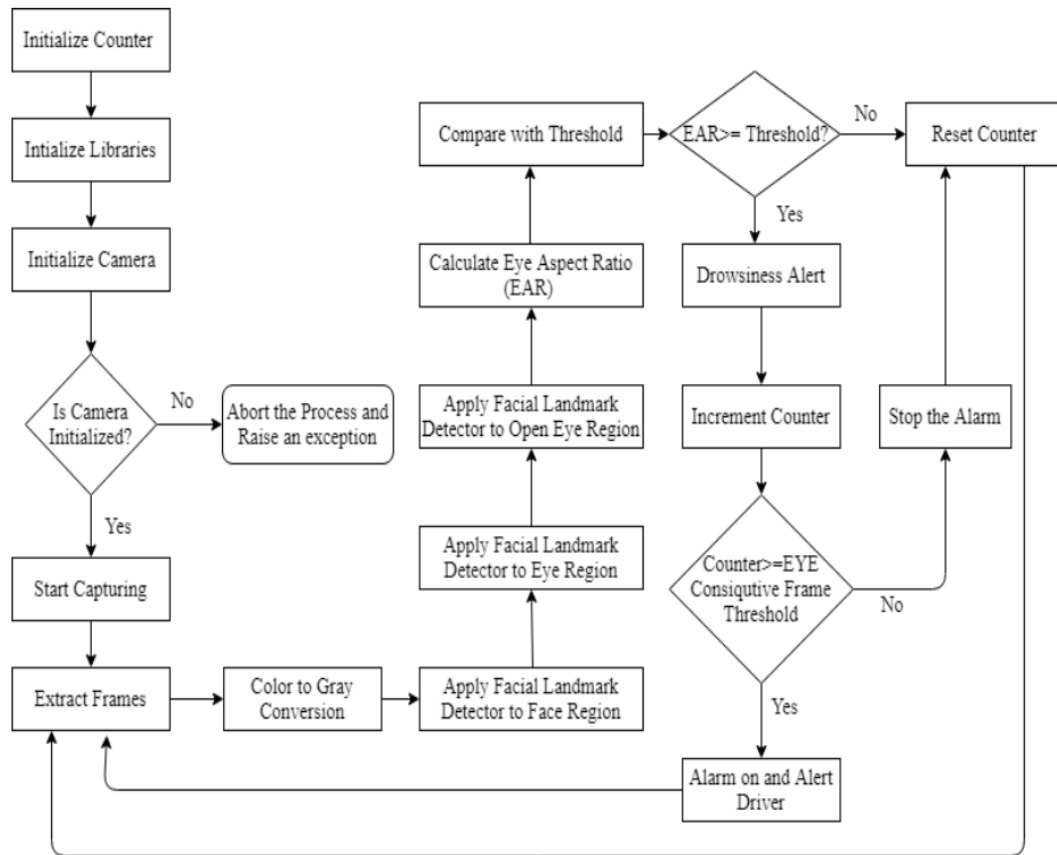 Initialize Counter
Intialize Libraries
Initialize Camera
Is Camera
Initialized?
No
Abort the Process and
Raise an exception
Yes
Start Capturing
Extract Frames
Color to Gray
Conversion
Apply Facial Landmark
Detector to Face Region
Apply Facial Landmark
Detector to Eye Region
Apply Facial Landmark
Detector to Open Eye Region
Calculate Eye Aspect Ratio
(EAR)
Compare with Threshold
EAR>= Threshold?
No
Reset Counter
Yes
Drowsiness Alert
Increment Counter
Stop the Alarm
Counter>=EYE
Consiqutive Frame
Threshold
No
Yes
Alarm on and Alert
Driver